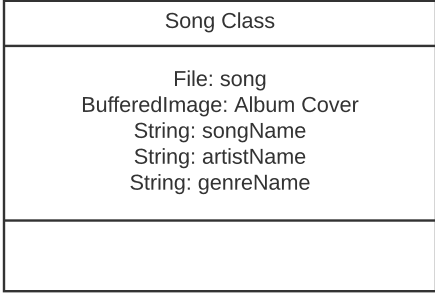 Song Class
File: song
BufferedImage: Album Cover
String: songName
String: artistName
String: genreName